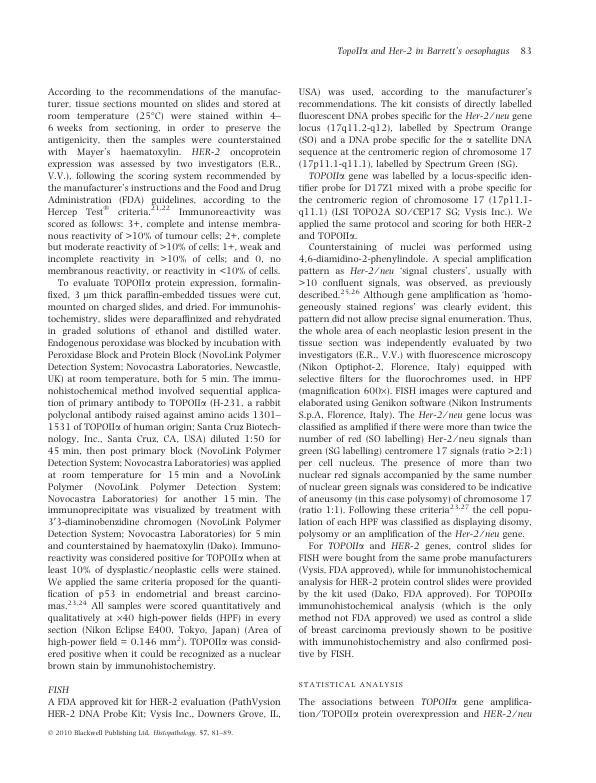 TopoIIα and Her-2 in Barrett's oesophagus 83
According to the recommendations of the manufac-
turer, tissue sections mounted on slides and stored at
room temperature (25°C) were stained within 4–
6 weeks from sectioning, in order to preserve the
antigenicity, then the samples were counterstained
with Mayer's haematoxylin. HER-2 oncoprotein
expression was assessed by two investigators (E.R.,
V.V.), following the scoring system recommended by
the manufacturer's instructions and the Food and Drug
Administration (FDA) guidelines, according to the
Hercep Test® criteria.21,22 Immunoreactivity was
scored as follows: 3+, complete and intense membra-
nous reactivity of >10% of tumour cells; 2+, complete
but moderate reactivity of >10% of cells; 1+, weak and
incomplete reactivity in >10% of cells; and 0, no
membranous reactivity, or reactivity in <10% of cells.
To evaluate TOPOIIα protein expression, formalin-
fixed, 3 μm thick paraffin-embedded tissues were cut,
mounted on charged slides, and dried. For immunohis-
tochemistry, slides were deparaffinized and rehydrated
in graded solutions of ethanol and distilled water.
Endogenous peroxidase was blocked by incubation with
Peroxidase Block and Protein Block (NovoLink Polymer
Detection System; Novocastra Laboratories, Newcastle,
UK) at room temperature, both for 5 min. The immu-
nohistochemical method involved sequential applica-
tion of primary antibody to TOPOIIα (H-231, a rabbit
polyclonal antibody raised against amino acids 1301–
1531 of TOPOIIα of human origin; Santa Cruz Biotech-
nology, Inc., Santa Cruz, CA, USA) diluted 1:50 for
45 min, then post primary block (NovoLink Polymer
Detection System; Novocastra Laboratories) was applied
at room temperature for 15 min and a NovoLink
Polymer (NovoLink Polymer Detection System;
Novocastra Laboratories) for another 15 min. The
immunoprecipitate was visualized by treatment with
3′3-diaminobenzidine chromogen (NovoLink Polymer
Detection System; Novocastra Laboratories) for 5 min
and counterstained by haematoxylin (Dako). Immuno-
reactivity was considered positive for TOPOIIα when at
least 10% of dysplastic/neoplastic cells were stained.
We applied the same criteria proposed for the quanti-
fication of p53 in endometrial and breast carcino-
mas.23,24 All samples were scored quantitatively and
qualitatively at ×40 high-power fields (HPF) in every
section (Nikon Eclipse E400, Tokyo, Japan) (Area of
high-power field = 0.146 mm2). TOPOIIα was consid-
ered positive when it could be recognized as a nuclear
brown stain by immunohistochemistry.
FISH
A FDA approved kit for HER-2 evaluation (PathVysion
HER-2 DNA Probe Kit; Vysis Inc., Downers Grove, IL,
USA) was used, according to the manufacturer's
recommendations. The kit consists of directly labelled
fluorescent DNA probes specific for the Her-2/neu gene
locus (17q11.2-q12), labelled by Spectrum Orange
(SO) and a DNA probe specific for the α satellite DNA
sequence at the centromeric region of chromosome 17
(17p11.1-q11.1), labelled by Spectrum Green (SG).
TOPOIIα gene was labelled by a locus-specific iden-
tifier probe for D17Z1 mixed with a probe specific for
the centromeric region of chromosome 17 (17p11.1-
q11.1) (LSI TOPO2A SO/CEP17 SG; Vysis Inc.). We
applied the same protocol and scoring for both HER-2
and TOPOIIα.
Counterstaining of nuclei was performed using
4,6-diamidino-2-phenylindole. A special amplification
pattern as Her-2/neu 'signal clusters', usually with
>10 confluent signals, was observed, as previously
described.25,26 Although gene amplification as 'homo-
geneously stained regions' was clearly evident, this
pattern did not allow precise signal enumeration. Thus,
the whole area of each neoplastic lesion present in the
tissue section was independently evaluated by two
investigators (E.R., V.V.) with fluorescence microscopy
(Nikon Optiphot-2, Florence, Italy) equipped with
selective filters for the fluorochromes used, in HPF
(magnification 600×). FISH images were captured and
elaborated using Genikon software (Nikon Instruments
S.p.A, Florence, Italy). The Her-2/neu gene locus was
classified as amplified if there were more than twice the
number of red (SO labelling) Her-2/neu signals than
green (SG labelling) centromere 17 signals (ratio >2:1)
per cell nucleus. The presence of more than two
nuclear red signals accompanied by the same number
of nuclear green signals was considered to be indicative
of aneusomy (in this case polysomy) of chromosome 17
(ratio 1:1). Following these criteria23,27 the cell popu-
lation of each HPF was classified as displaying disomy,
polysomy or an amplification of the Her-2/neu gene.
For TOPOIIα and HER-2 genes, control slides for
FISH were bought from the same probe manufacturers
(Vysis, FDA approved), while for immunohistochemical
analysis for HER-2 protein control slides were provided
by the kit used (Dako, FDA approved). For TOPOIIα
immunohistochemical analysis (which is the only
method not FDA approved) we used as control a slide
of breast carcinoma previously shown to be positive
with immunohistochemistry and also confirmed posi-
tive by FISH.
STATISTICAL ANALYSIS
The associations between TOPOIIα gene amplifica-
tion/TOPOIIα protein overexpression and HER-2/neu
© 2010 Blackwell Publishing Ltd, Histopathology, 57, 81–89.